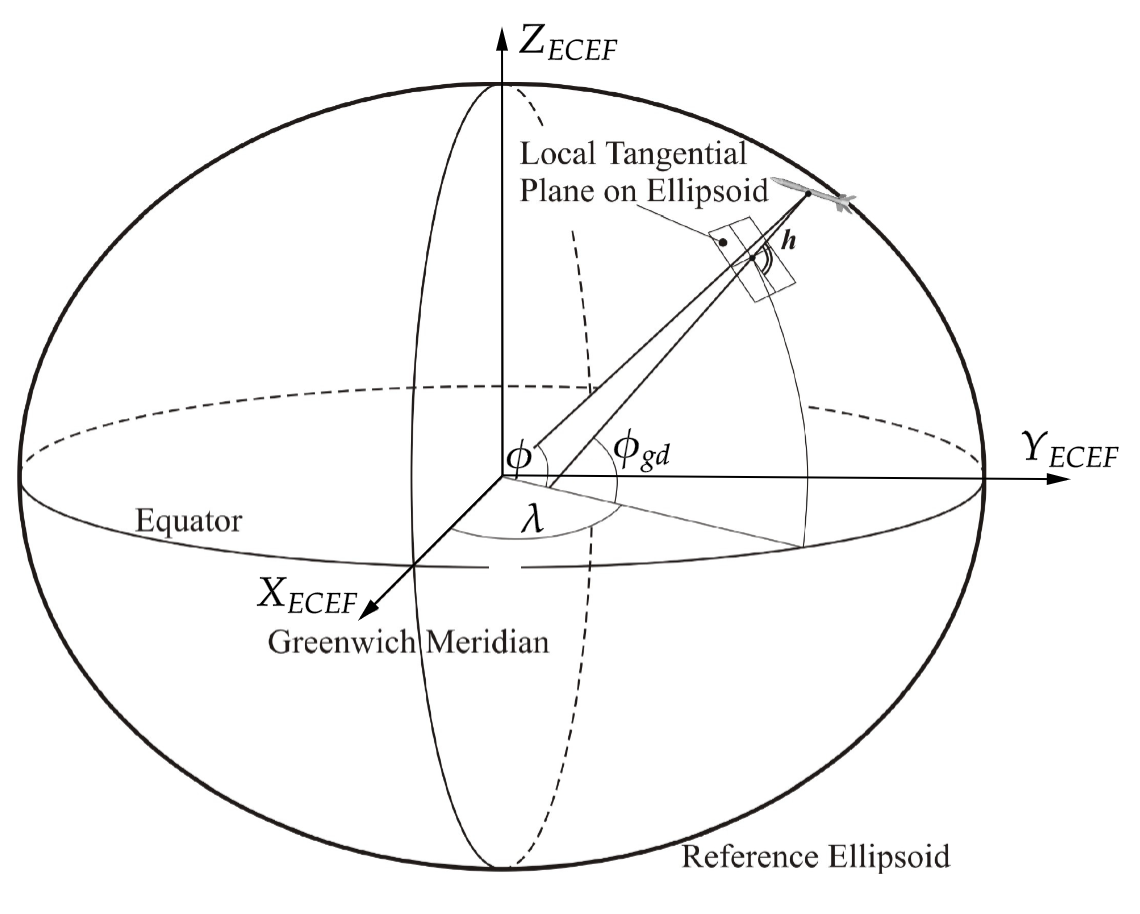 Z_ECEF
Local Tangential
Plane on Ellipsoid
h
ϕ
ϕ_gd
Y_ECEF
λ
Equator
X_ECEF
Greenwich Meridian
Reference Ellipsoid